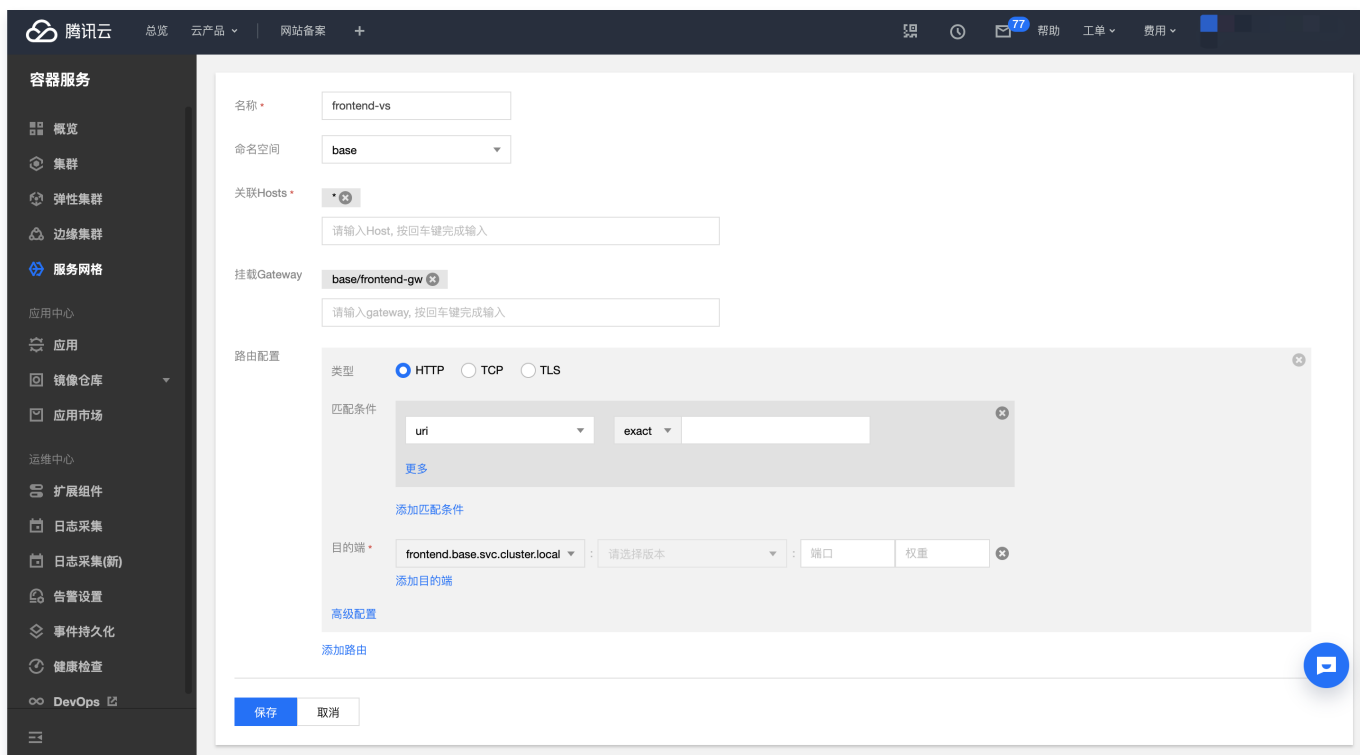 腾讯云 总览 云产品 网站备案 + 77 帮助 工单 费用
容器服务
概览
集群
弹性集群
边缘集群
服务网格
应用中心
应用
镜像仓库
应用市场
运维中心
扩展组件
日志采集
日志采集(新)
告警设置
事件持久化
健康检查
DevOps
名称 * frontend-vs
命名空间 base
关联Hosts * *
请输入Host, 按回车键完成输入
挂载Gateway base/frontend-gw
请输入gateway, 按回车键完成输入
路由配置
类型 HTTP TCP TLS
匹配条件
uri exact
更多
添加匹配条件
目的端 * frontend.base.svc.cluster.local : 请选择版本 : 端口 权重
添加目的端
高级配置
添加路由
保存 取消